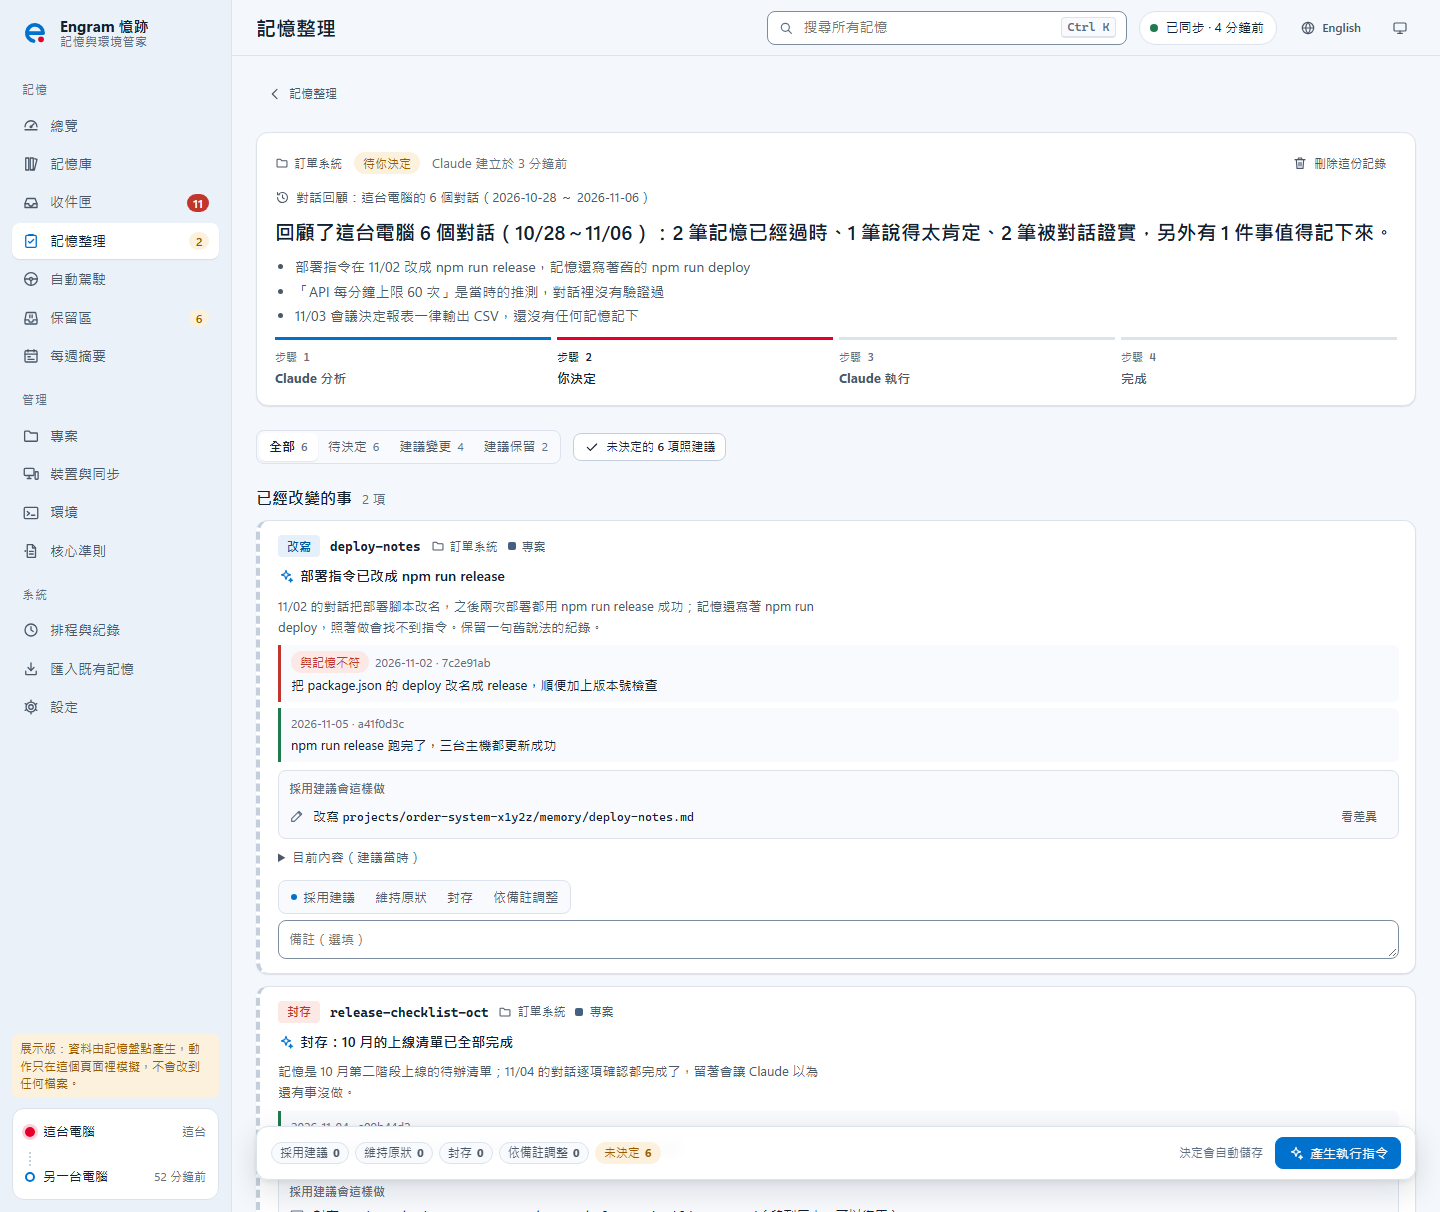 Engram 憶跡
記憶與環境管家
記憶
總覽
記憶庫
收件匣 11
記憶整理 2
自動駕駛
保留區 6
每週摘要
管理
專案
裝置與同步
環境
核心準則
系統
排程與紀錄
匯入既有記憶
設定
展示版：資料由記憶盤點產生，動
作只在這個頁面裡模擬，不會改到
任何檔案。
這台電腦 這台
另一台電腦 52 分鐘前
記憶整理
搜尋所有記憶 Ctrl K
已同步 · 4 分鐘前
English
記憶整理
訂單系統 待你決定 Claude 建立於 3 分鐘前 刪除這份記錄
對話回顧：這台電腦的 6 個對話（2026-10-28 ～ 2026-11-06）
回顧了這台電腦 6 個對話（10/28～11/06）：2 筆記憶已經過時、1 筆說得太肯定、2 筆被對話證實，另外有 1 件事值得記下來。
部署指令在 11/02 改成 npm run release，記憶還寫著舊的 npm run deploy
「API 每分鐘上限 60 次」是當時的推測，對話裡沒有驗證過
11/03 會議決定報表一律輸出 CSV，還沒有任何記憶記下
步驟 1
Claude 分析
步驟 2
你決定
步驟 3
Claude 執行
步驟 4
完成
全部 6 待決定 6 建議變更 4 建議保留 2 未決定的 6 項照建議
已經改變的事 2 項
改寫 deploy-notes 訂單系統 專案
部署指令已改成 npm run release
11/02 的對話把部署腳本改名，之後兩次部署都用 npm run release 成功；記憶還寫著 npm run
deploy，照著做會找不到指令。保留一句舊說法的紀錄。
與記憶不符 2026-11-02 · 7c2e91ab
把 package.json 的 deploy 改名成 release，順便加上版本號檢查
2026-11-05 · a41f0d3c
npm run release 跑完了，三台主機都更新成功
採用建議會這樣做
改寫 projects/order-system-x1y2z/memory/deploy-notes.md 看差異
目前內容（建議當時）
採用建議 維持原狀 封存 依備註調整
備註（選填）
封存 release-checklist-oct 訂單系統 專案
封存：10 月的上線清單已全部完成
記憶是 10 月第二階段上線的待辦清單；11/04 的對話逐項確認都完成了，留著會讓 Claude 以為
還有事沒做。
採用建議 0 維持原狀 0 封存 0 依備註調整 0 未決定 6 決定會自動儲存 產生執行指令
採用建議會這樣做